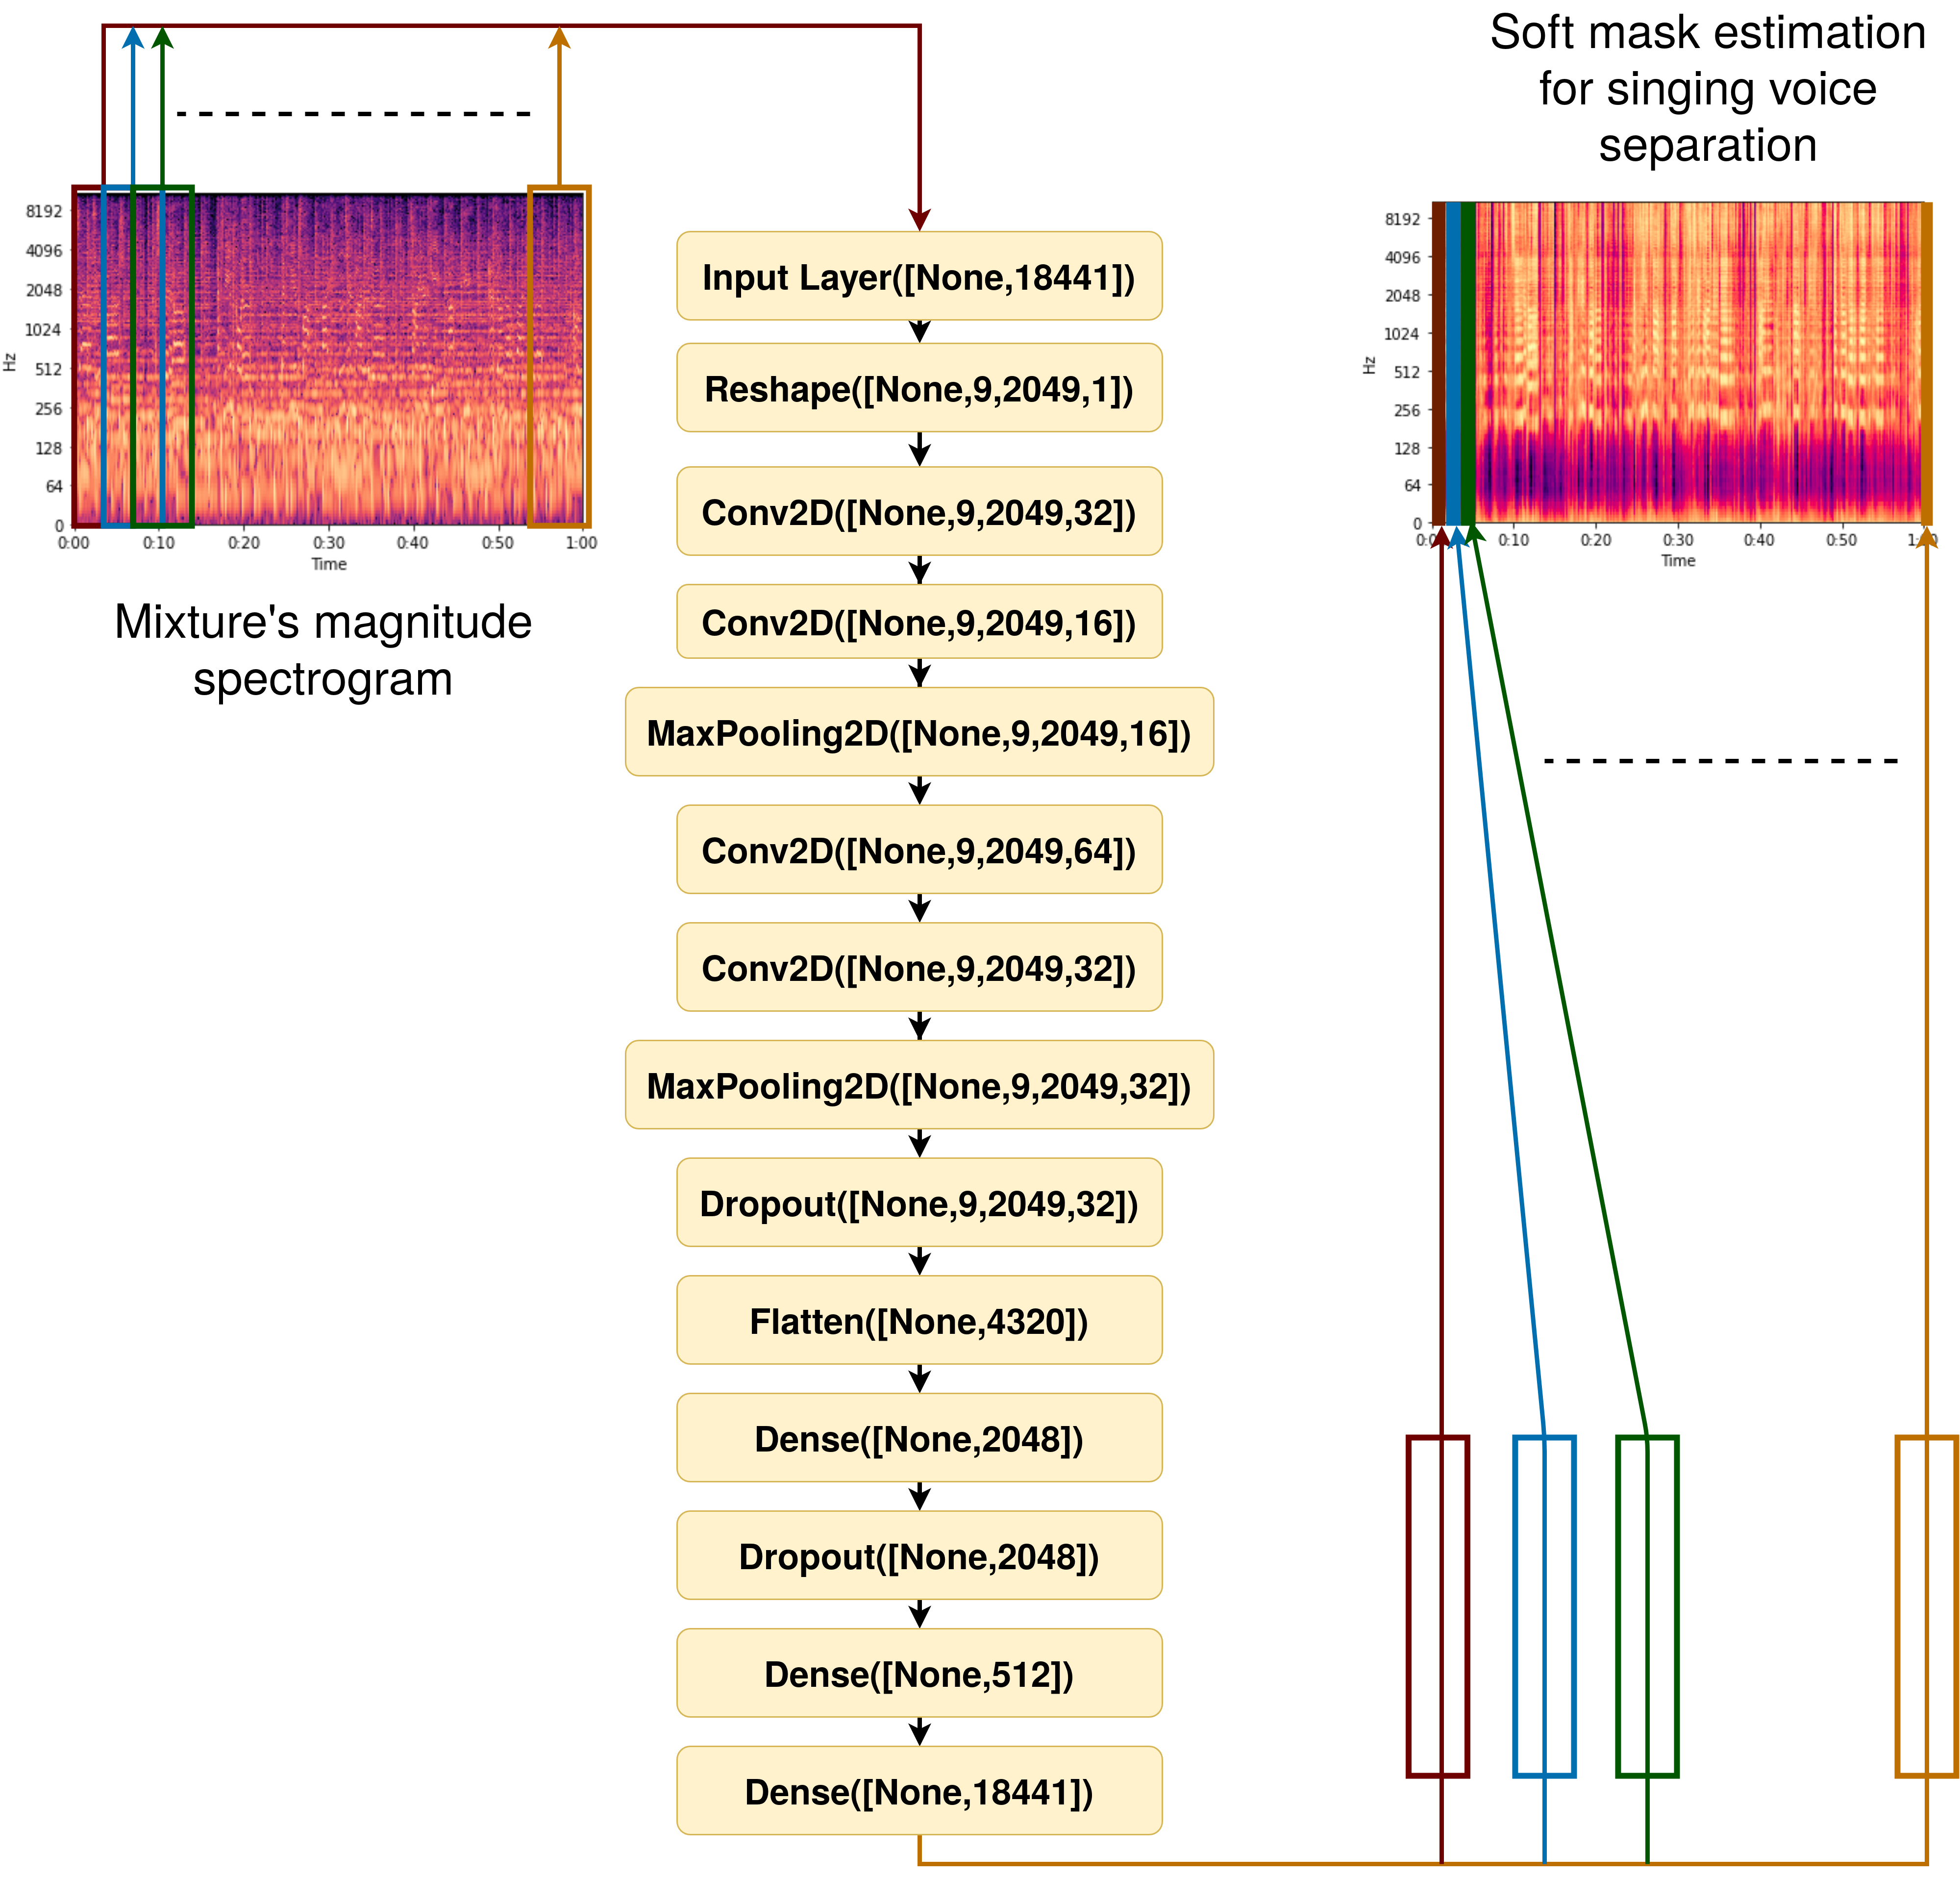 Soft mask estimation
for singing voice
separation
8192
4096
2048
1024
512
256
128
64
0
Hz
0:00
0:10
0:20
0:30
0:40
0:50
1:00
Time
Mixture's magnitude
spectrogram
Input Layer([None,18441])
Reshape([None,9,2049,1])
Conv2D([None,9,2049,32])
Conv2D([None,9,2049,16])
MaxPooling2D([None,9,2049,16])
Conv2D([None,9,2049,64])
Conv2D([None,9,2049,32])
MaxPooling2D([None,9,2049,32])
Dropout([None,9,2049,32])
Flatten([None,4320])
Dense([None,2048])
Dropout([None,2048])
Dense([None,512])
Dense([None,18441])
8192
4096
2048
1024
512
256
128
64
0
Hz
0:10
0:20
0:30
0:40
0:50
Time